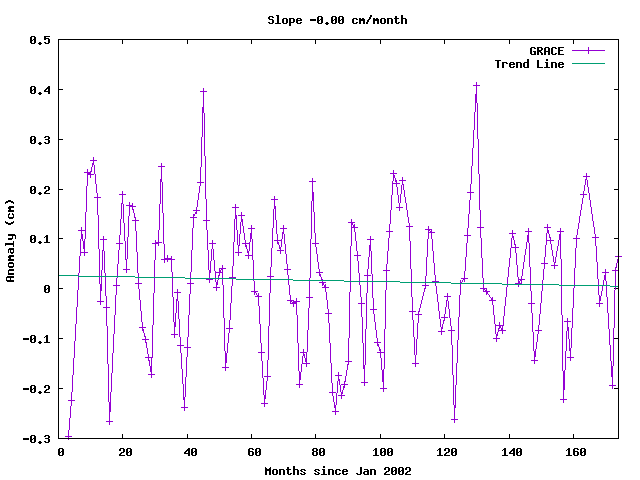 Slope -0.00 cm/month
GRACE
Trend Line
0.5
0.4
0.3
0.2
0.1
0
-0.1
-0.2
-0.3
Anomaly (cm)
0 20 40 60 80 100 120 140 160
Months since Jan 2002